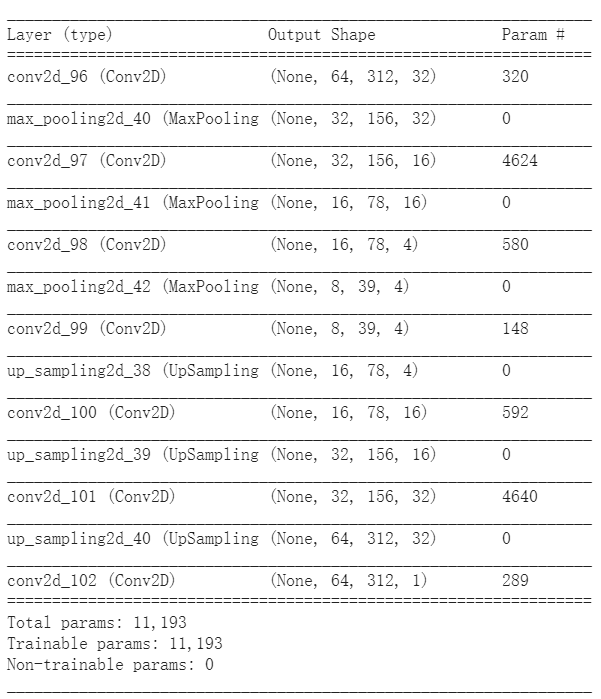 Layer (type) Output Shape Param #
conv2d_96 (Conv2D) (None, 64, 312, 32) 320
max_pooling2d_40 (MaxPooling (None, 32, 156, 32) 0
conv2d_97 (Conv2D) (None, 32, 156, 16) 4624
max_pooling2d_41 (MaxPooling (None, 16, 78, 16) 0
conv2d_98 (Conv2D) (None, 16, 78, 4) 580
max_pooling2d_42 (MaxPooling (None, 8, 39, 4) 0
conv2d_99 (Conv2D) (None, 8, 39, 4) 148
up_sampling2d_38 (UpSampling (None, 16, 78, 4) 0
conv2d_100 (Conv2D) (None, 16, 78, 16) 592
up_sampling2d_39 (UpSampling (None, 32, 156, 16) 0
conv2d_101 (Conv2D) (None, 32, 156, 32) 4640
up_sampling2d_40 (UpSampling (None, 64, 312, 32) 0
conv2d_102 (Conv2D) (None, 64, 312, 1) 289
Total params: 11,193
Trainable params: 11,193
Non-trainable params: 0